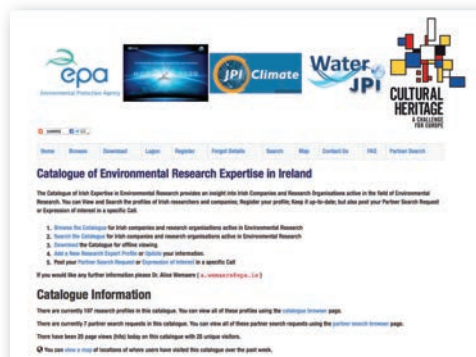 epa
Environmental Protection Agency
JPI Climate
Water
JPI
CULTURAL
HERITAGE
A CHALLENGE
FOR EUROPE
SHARE
Home Browse Download Logon Register Forgot Details Search Map Contact Us FAQ Partner Search
Catalogue of Environmental Research Expertise in Ireland
The Catalogue of Irish Expertise in Environmental Research provides an insight into Irish Companies and Research Organisations active in the field of Environmental
Research. You can View and Search the profiles of Irish researchers and companies; Register your profile; Keep it up-to-date; but also post your Partner Search Request
or Expression of Interest in a specific Call.
1. Browse the Catalogue for Irish companies and research organisations active in Environmental Research
2. Search the Catalogue for Irish companies and research organisations active in Environmental Research
3. Download the Catalogue for offline viewing.
4. Add a New Research Expert Profile or Update your information.
5. Post your Partner Search Request or Expression of Interest in a specific Call
If you would like any further information please Dr. Alice Wemaere (a.wemaere@epa.ie)
Catalogue Information
There are currently 197 research profiles in this catalogue. You can view all of these profiles using the catalogue browser page.
There are currently 7 partner search requests in this catalogue. You can view all of these partner search requests using the partner search browser page.
There have been 25 page views (hits) today on this catalogue with 20 unique visitors.
You can view a map of locations of where users have visited this catalogue over the past week.